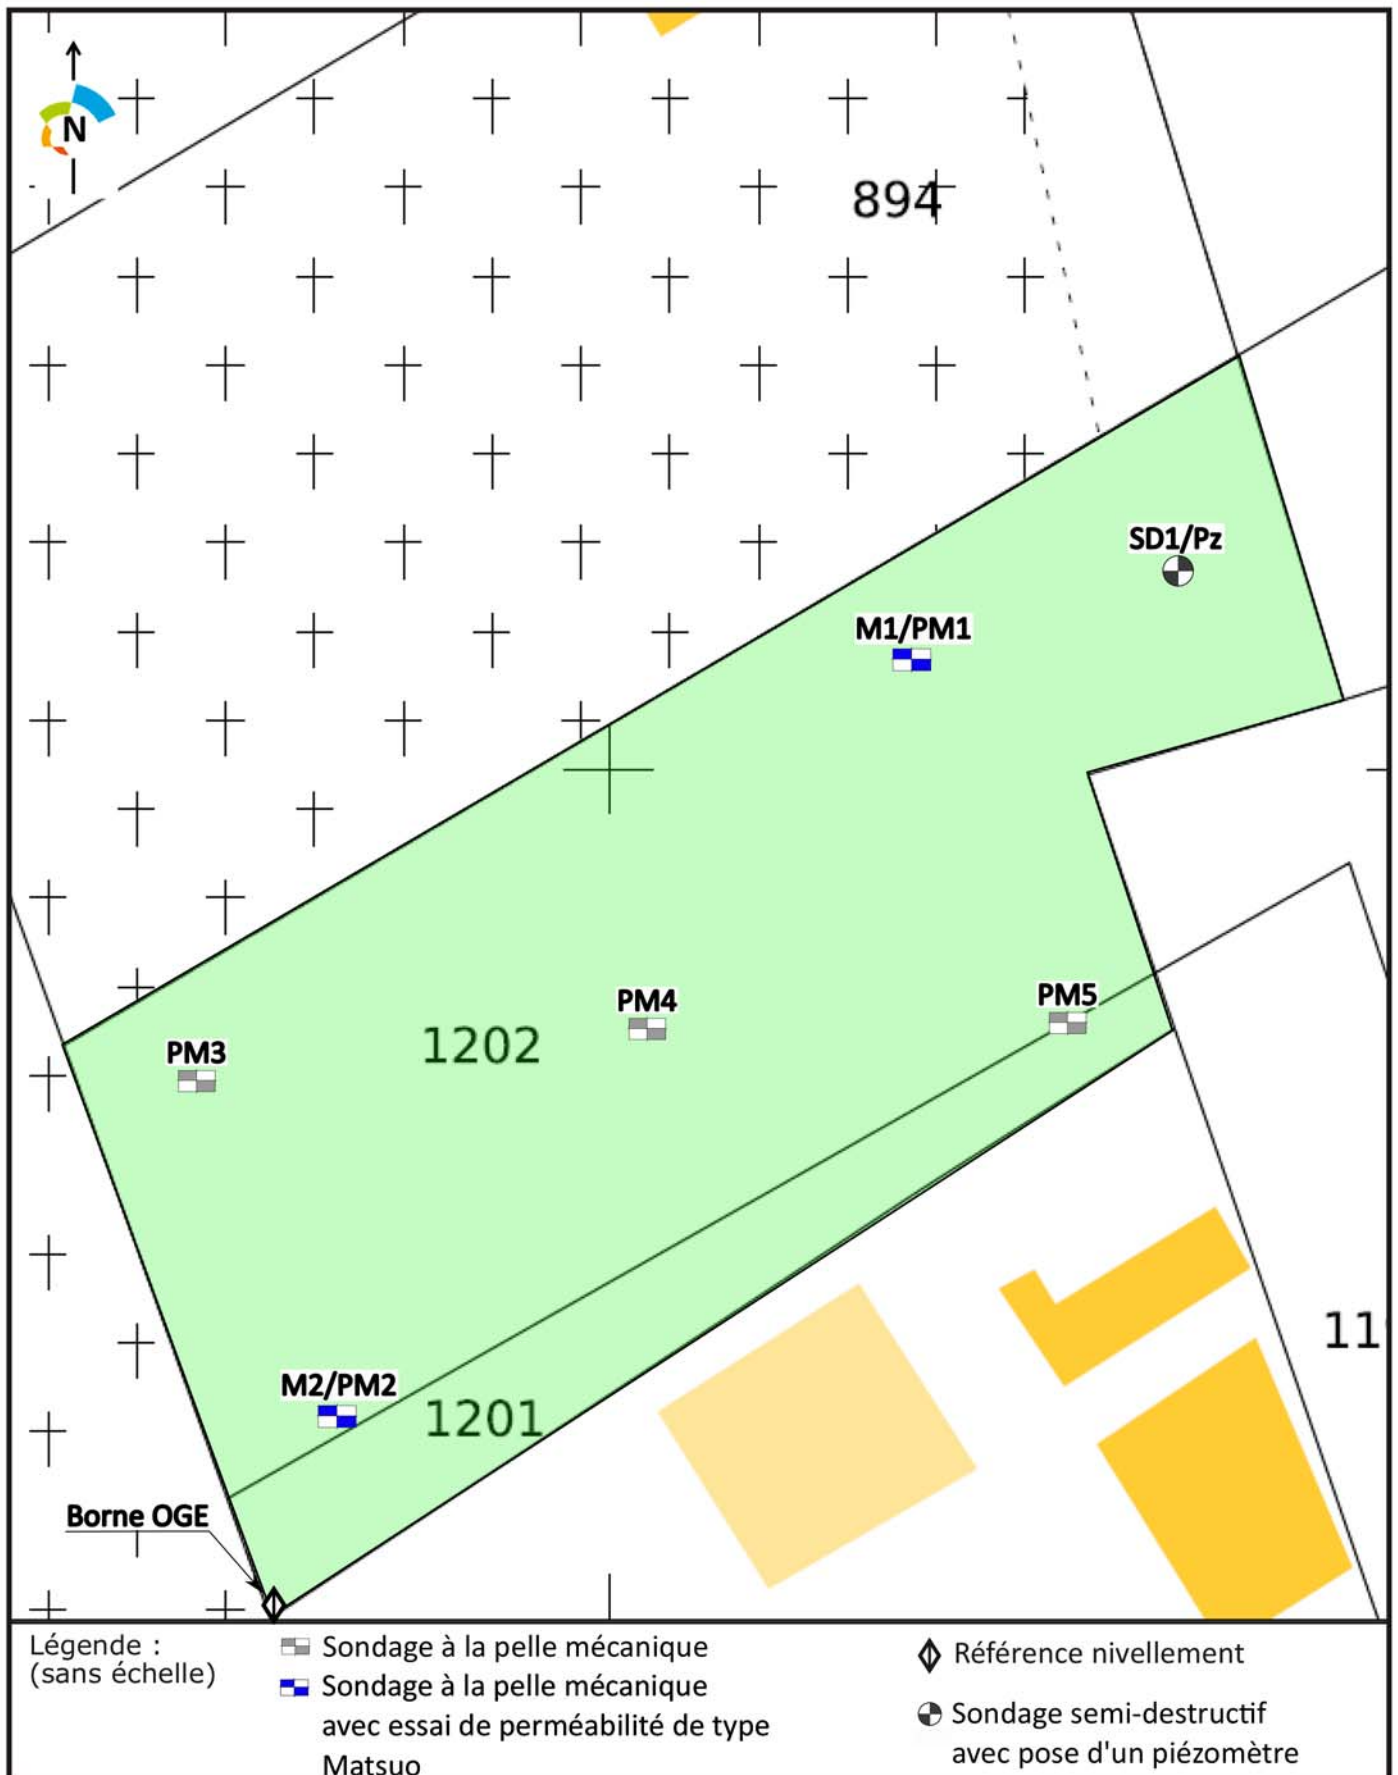 N
894
SD1/Pz
M1/PM1
PM4
PM5
PM3
1202
M2/PM2
1201
11
Borne OGE
Légende :
(sans échelle)
Sondage à la pelle mécanique
Sondage à la pelle mécanique
avec essai de perméabilité de type
Matsuo
Référence nivellement
Sondage semi-destructif
avec pose d'un piézomètre